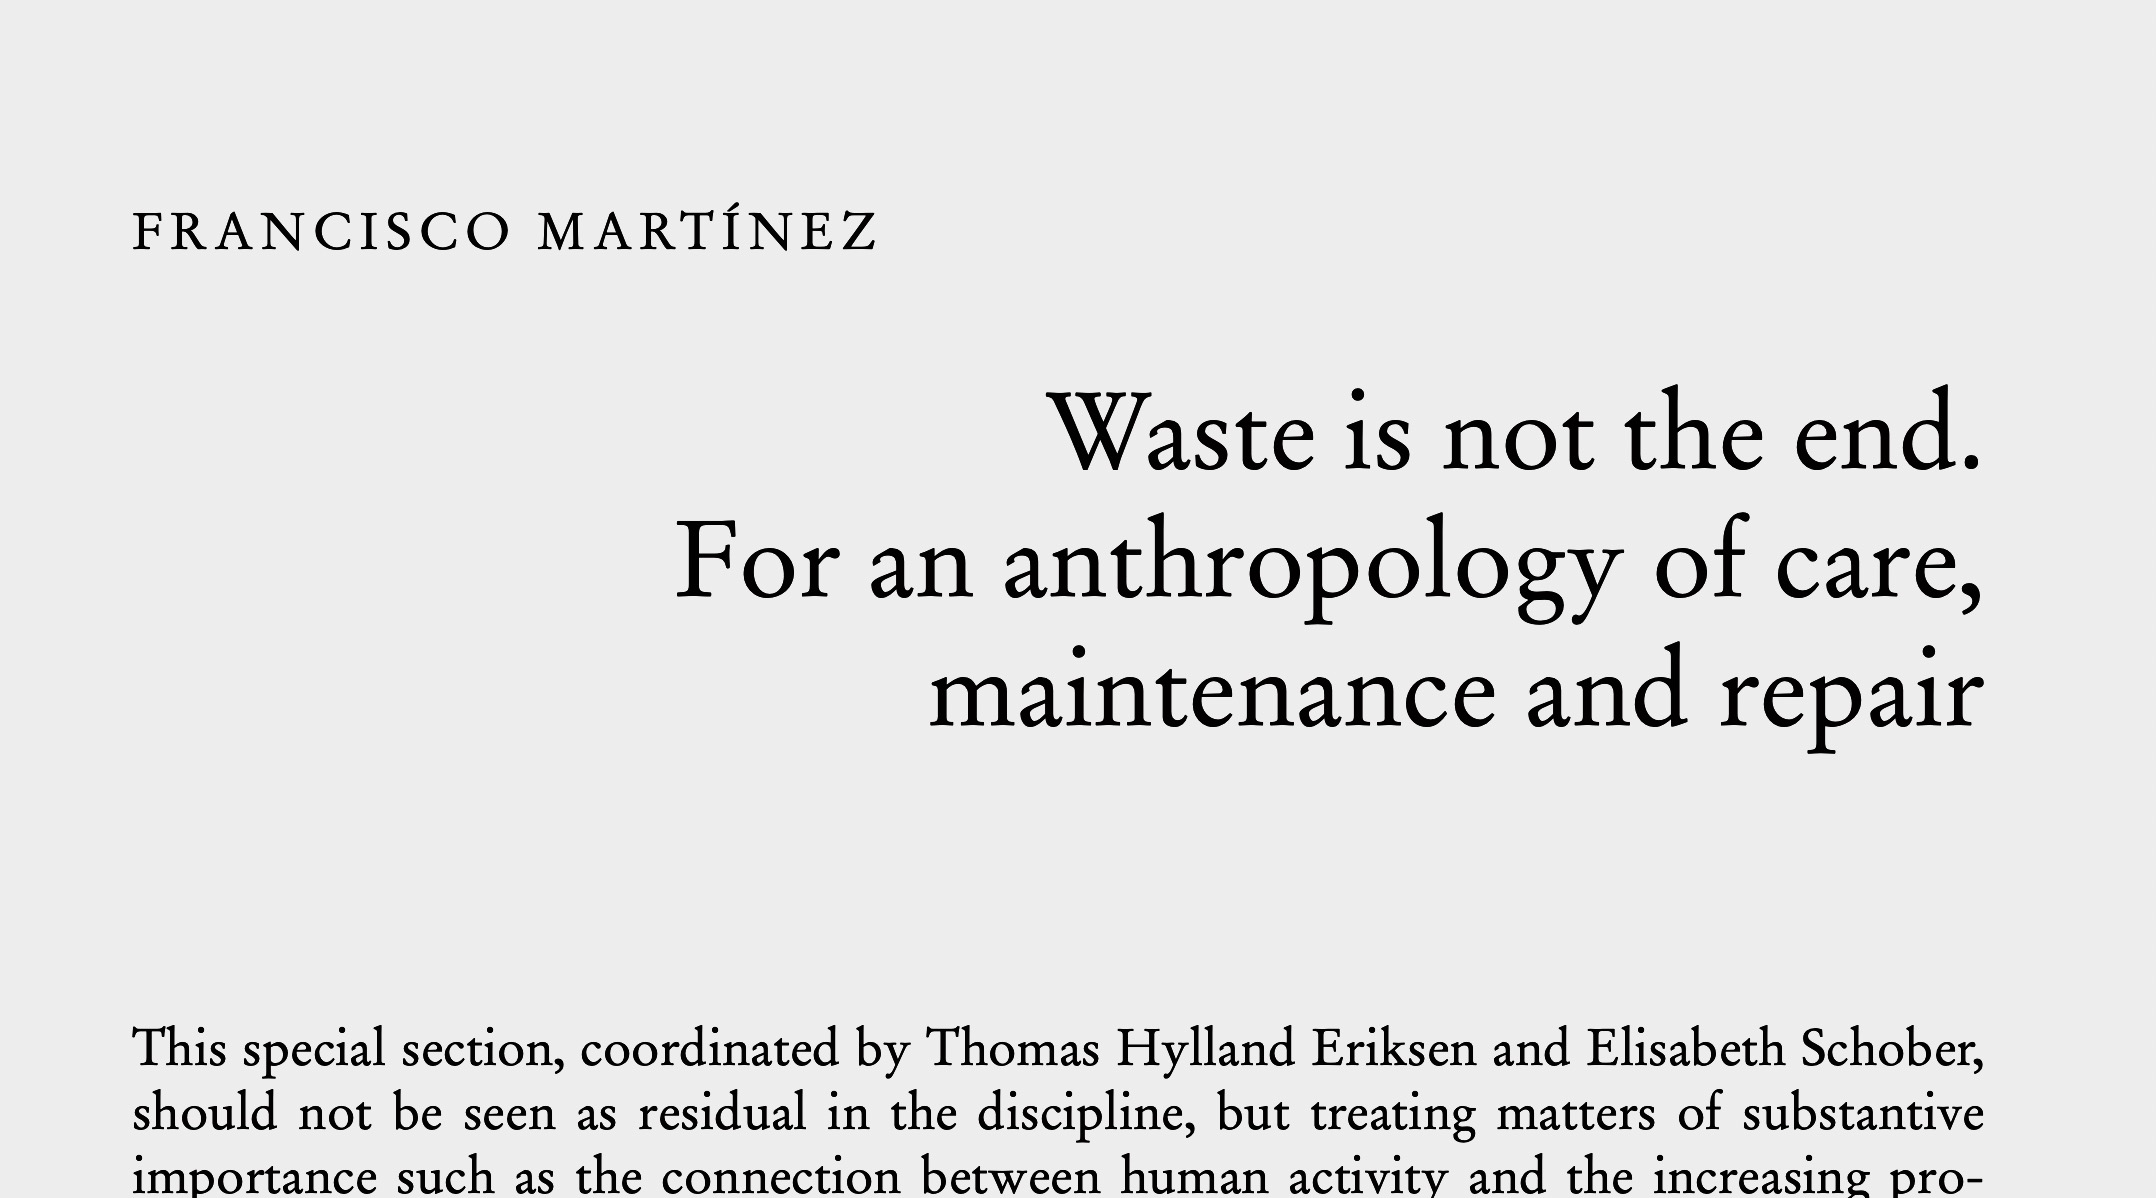 FRANCISCO MARTÍNEZ
Waste is not the end.
For an anthropology of care,
maintenance and repair
This special section, coordinated by Thomas Hylland Eriksen and Elisabeth Schober,
should not be seen as residual in the discipline, but treating matters of substantive
importance such as the connection between human activity and the increasing pro-